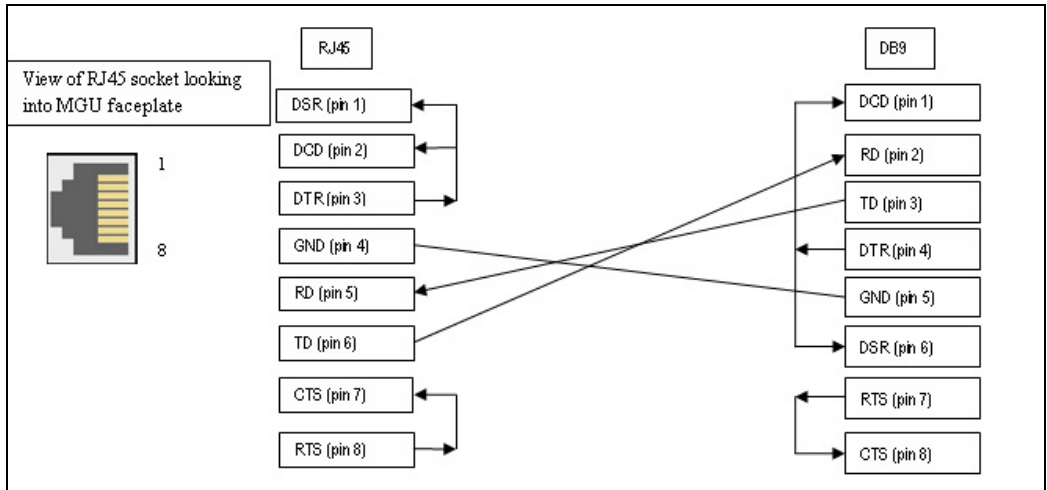 RJ45
DB9
View of RJ45 socket looking
into MGU faceplate
1
8
DSR (pin 1)
DCD (pin 2)
DTR(pin 3)
GND (pin 4)
RD (pin 5)
TD (pin 6)
CTS (pin 7)
RTS (pin 8)
DCD (pin 1)
RD (pin 2)
TD (pin 3)
DTR(pin 4)
GND (pin 5)
DSR (pin 6)
RTS (pin 7)
CTS (pin 8)